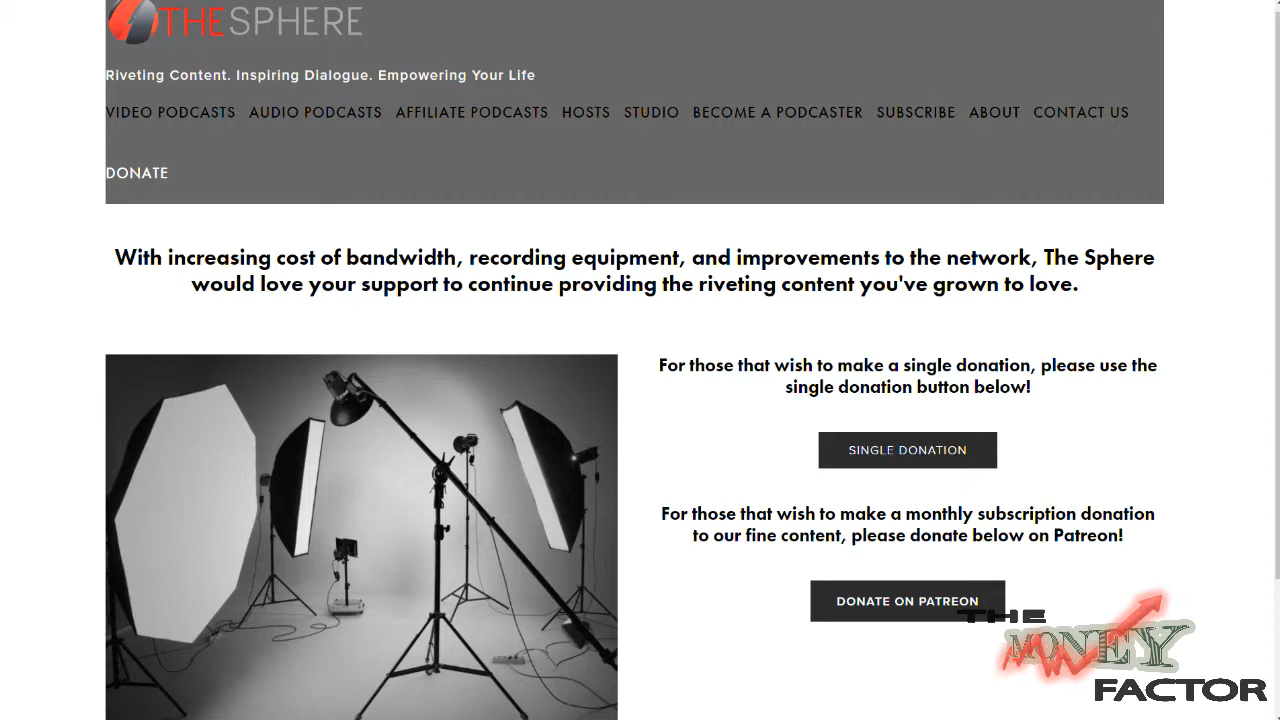 THESPHERE
Riveting Content. Inspiring Dialogue. Empowering Your Life
VIDEO PODCASTS AUDIO PODCASTS AFFILIATE PODCASTS HOSTS STUDIO BECOME A PODCASTER SUBSCRIBE ABOUT CONTACT US
DONATE
With increasing cost of bandwidth, recording equipment, and improvements to the network, The Sphere
would love your support to continue providing the riveting content you've grown to love.
For those that wish to make a single donation, please use the
single donation button below!
SINGLE DONATION
For those that wish to make a monthly subscription donation
to our fine content, please donate below on Patreon!
DONATE ON PATREON
THE
MONEY
FACTOR